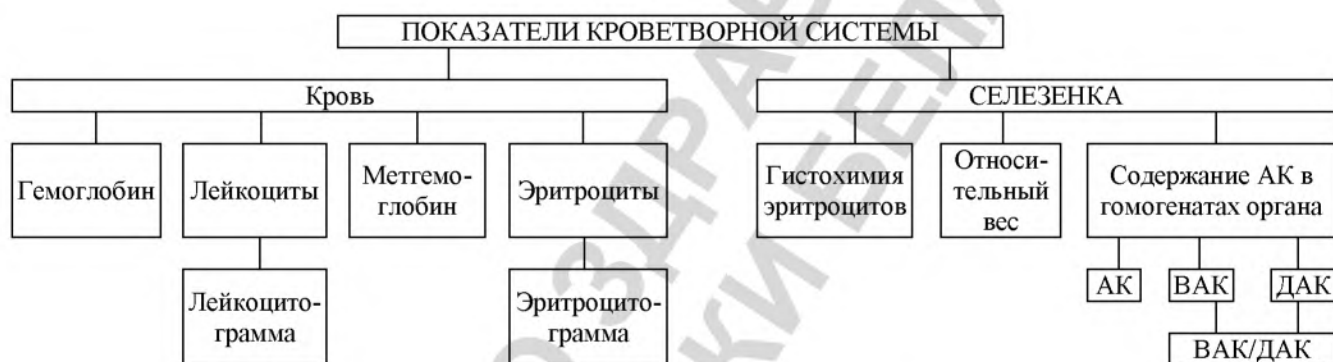 ПОКАЗАТЕЛИ КРОВЕТВОРНОЙ СИСТЕМЫ
Кровь
СЕЛЕЗЕНКА
Гемоглобин
Лейкоциты
Метгемо-
глобин
Эритроциты
Гистохимия
эритроцитов
Относи-
тельный
вес
Содержание АК в
гомогенатах органа
Лейкоцито-
грамма
Эритроцито-
грамма
АК
ВАК
ДАК
ВАК/ДАК